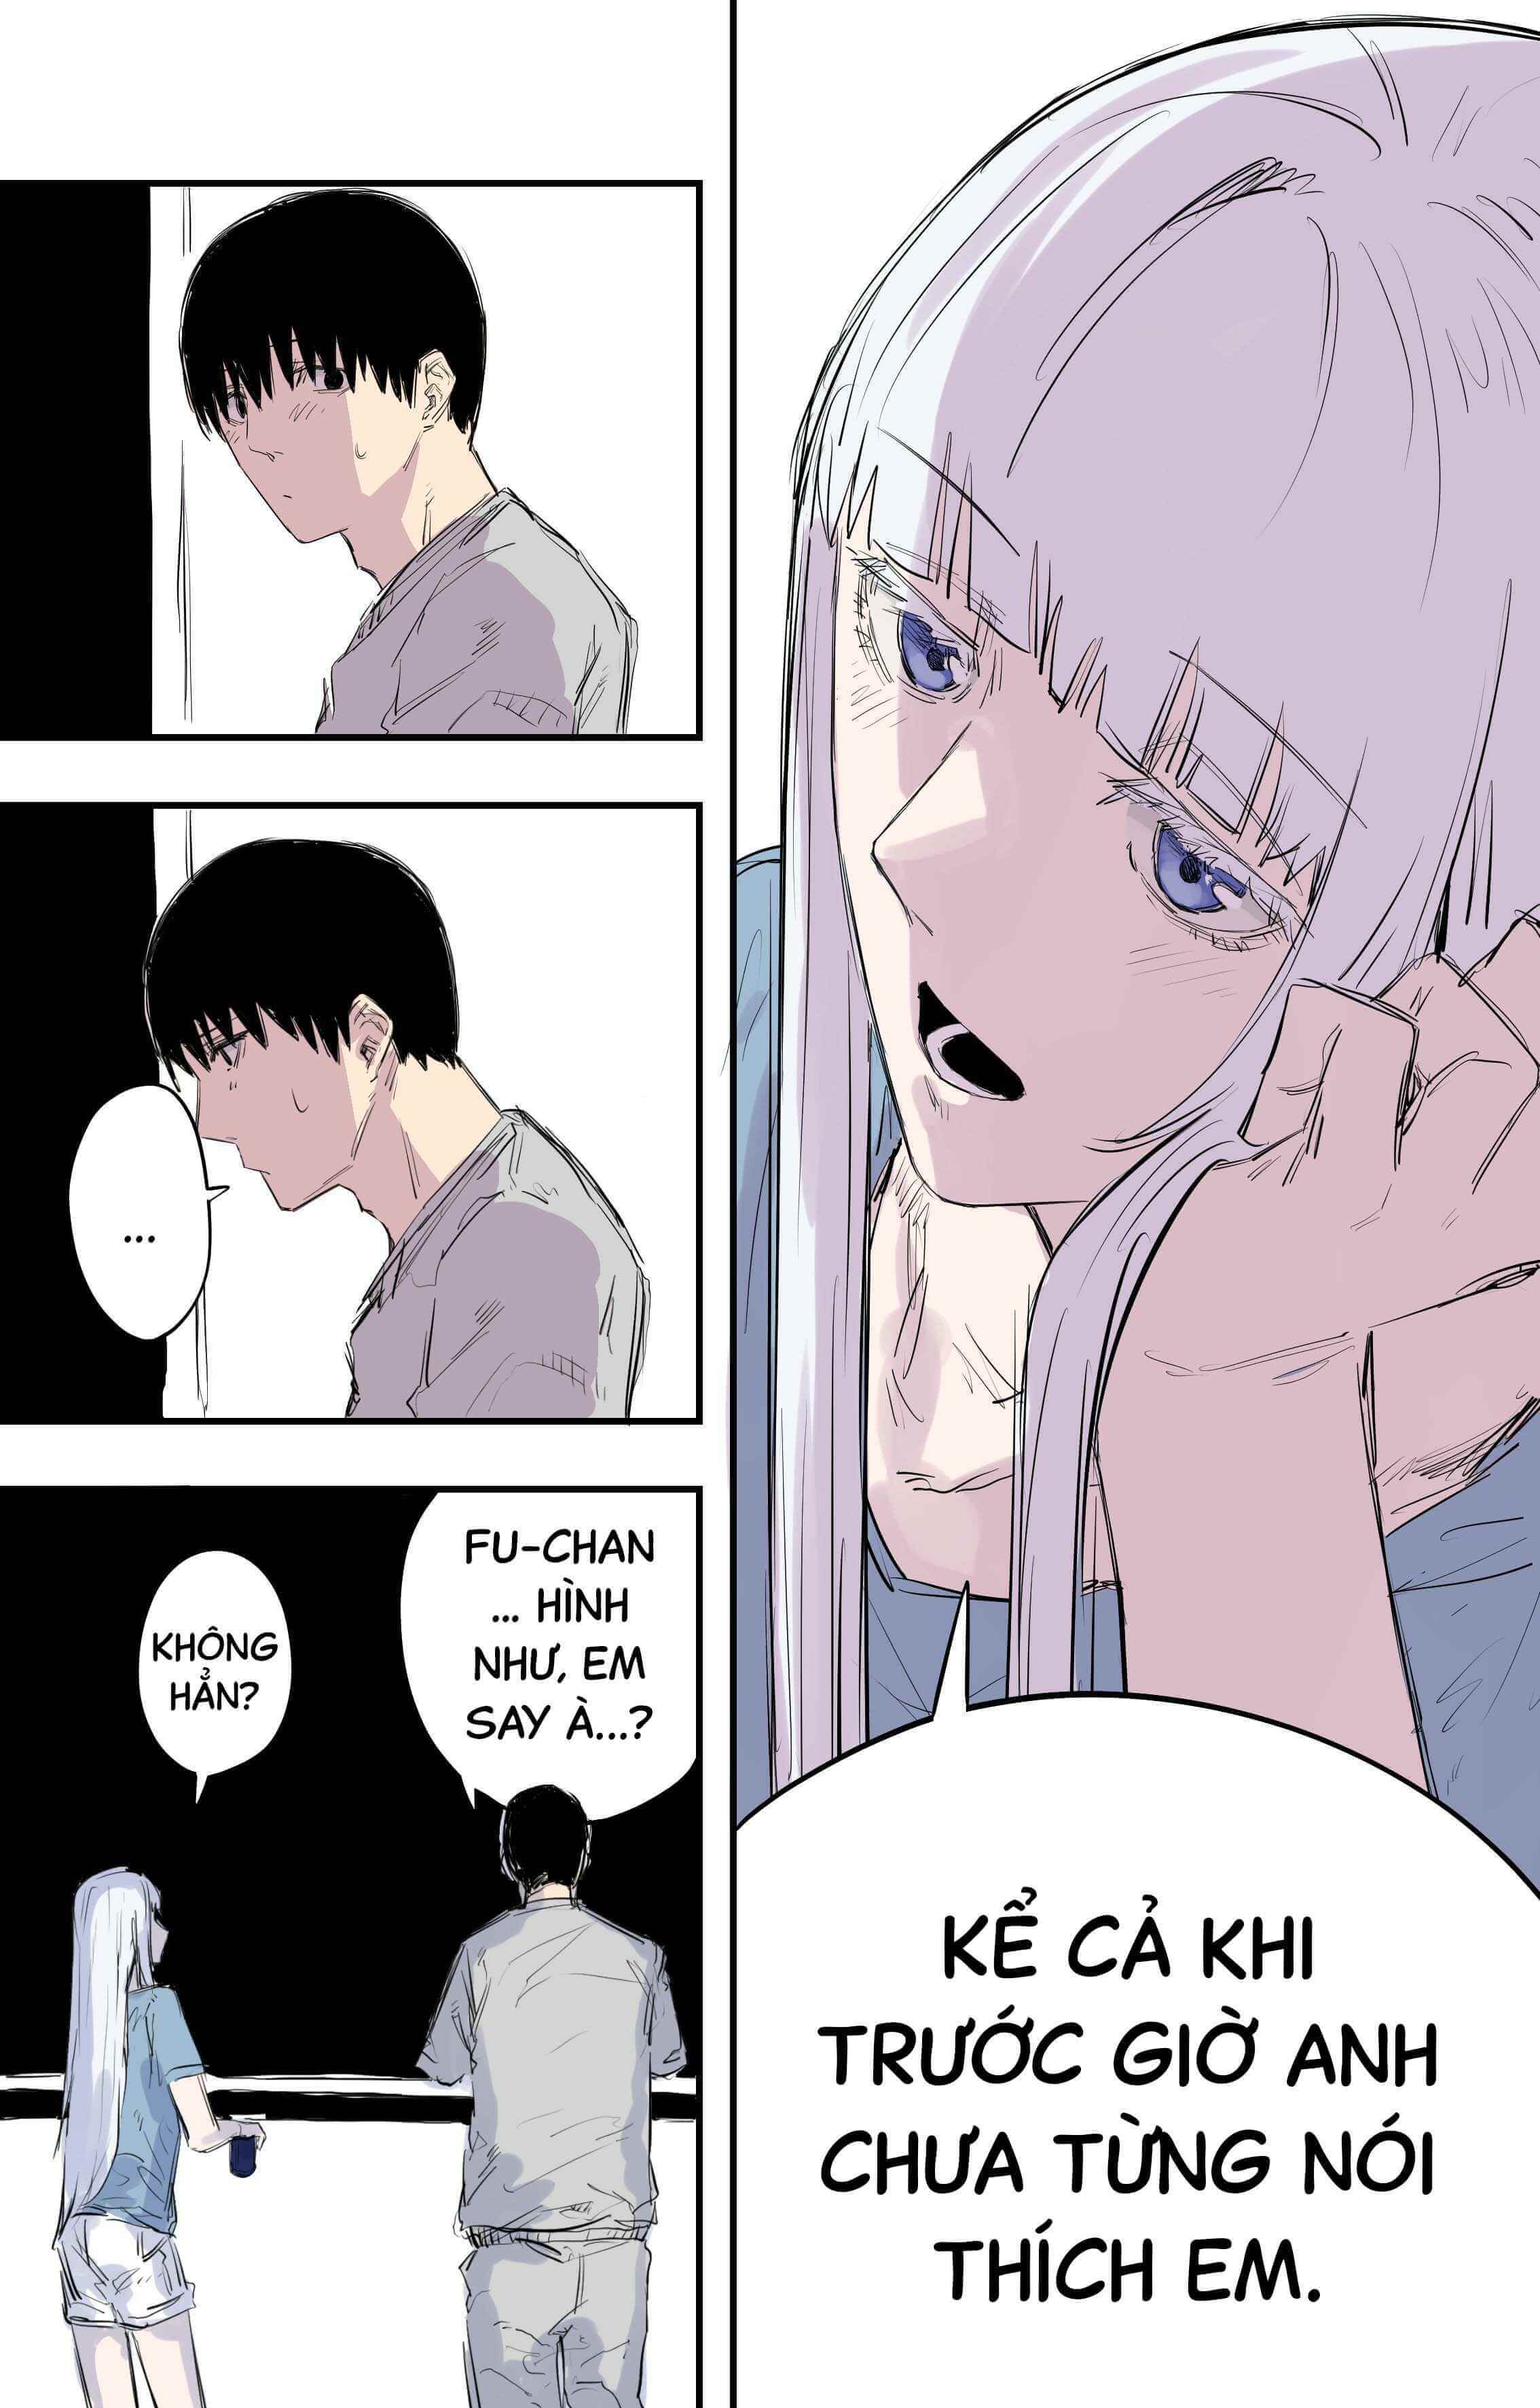 KỂ CẢ KHI
TRƯỚC GIỜ ANH
CHƯA TỪNG NÓI
THÍCH EM.
...
FU-CHAN
... HÌNH
NHƯ, EM
SAY À...?
KHÔNG
HẲN?